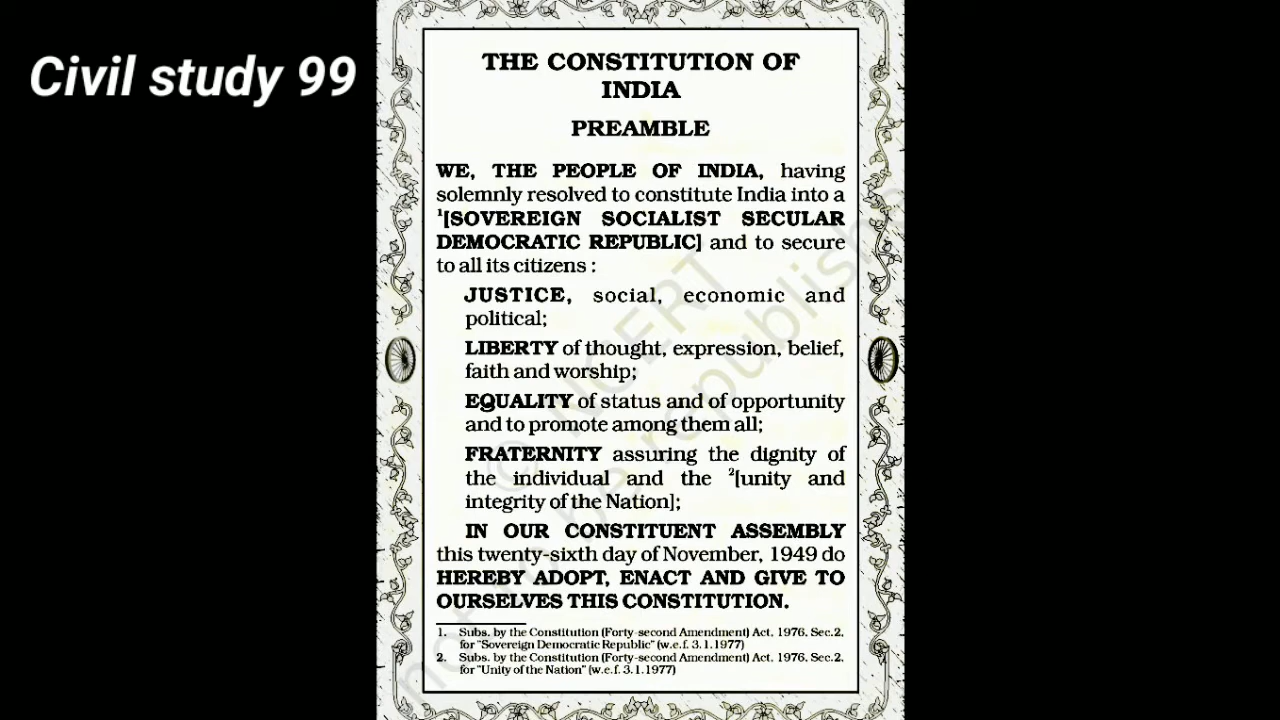 Civil study 99
THE CONSTITUTION OF
INDIA
PREAMBLE
WE, THE PEOPLE OF INDIA, having
solemnly resolved to constitute India into a
¹[SOVEREIGN SOCIALIST SECULAR
DEMOCRATIC REPUBLIC] and to secure
to all its citizens :
JUSTICE, social, economic and
political;
LIBERTY of thought, expression, belief,
faith and worship;
EQUALITY of status and of opportunity
and to promote among them all;
FRATERNITY assuring the dignity of
the individual and the ²[unity and
integrity of the Nation];
IN OUR CONSTITUENT ASSEMBLY
this twenty-sixth day of November, 1949 do
HEREBY ADOPT, ENACT AND GIVE TO
OURSELVES THIS CONSTITUTION.
1. Subs. by the Constitution (Forty-second Amendment) Act, 1976, Sec.2,
for "Sovereign Democratic Republic" (w.e.f. 3.1.1977)
2. Subs. by the Constitution (Forty-second Amendment) Act, 1976, Sec.2,
for "Unity of the Nation" (w.e.f. 3.1.1977)
© NCERT
not to be republished